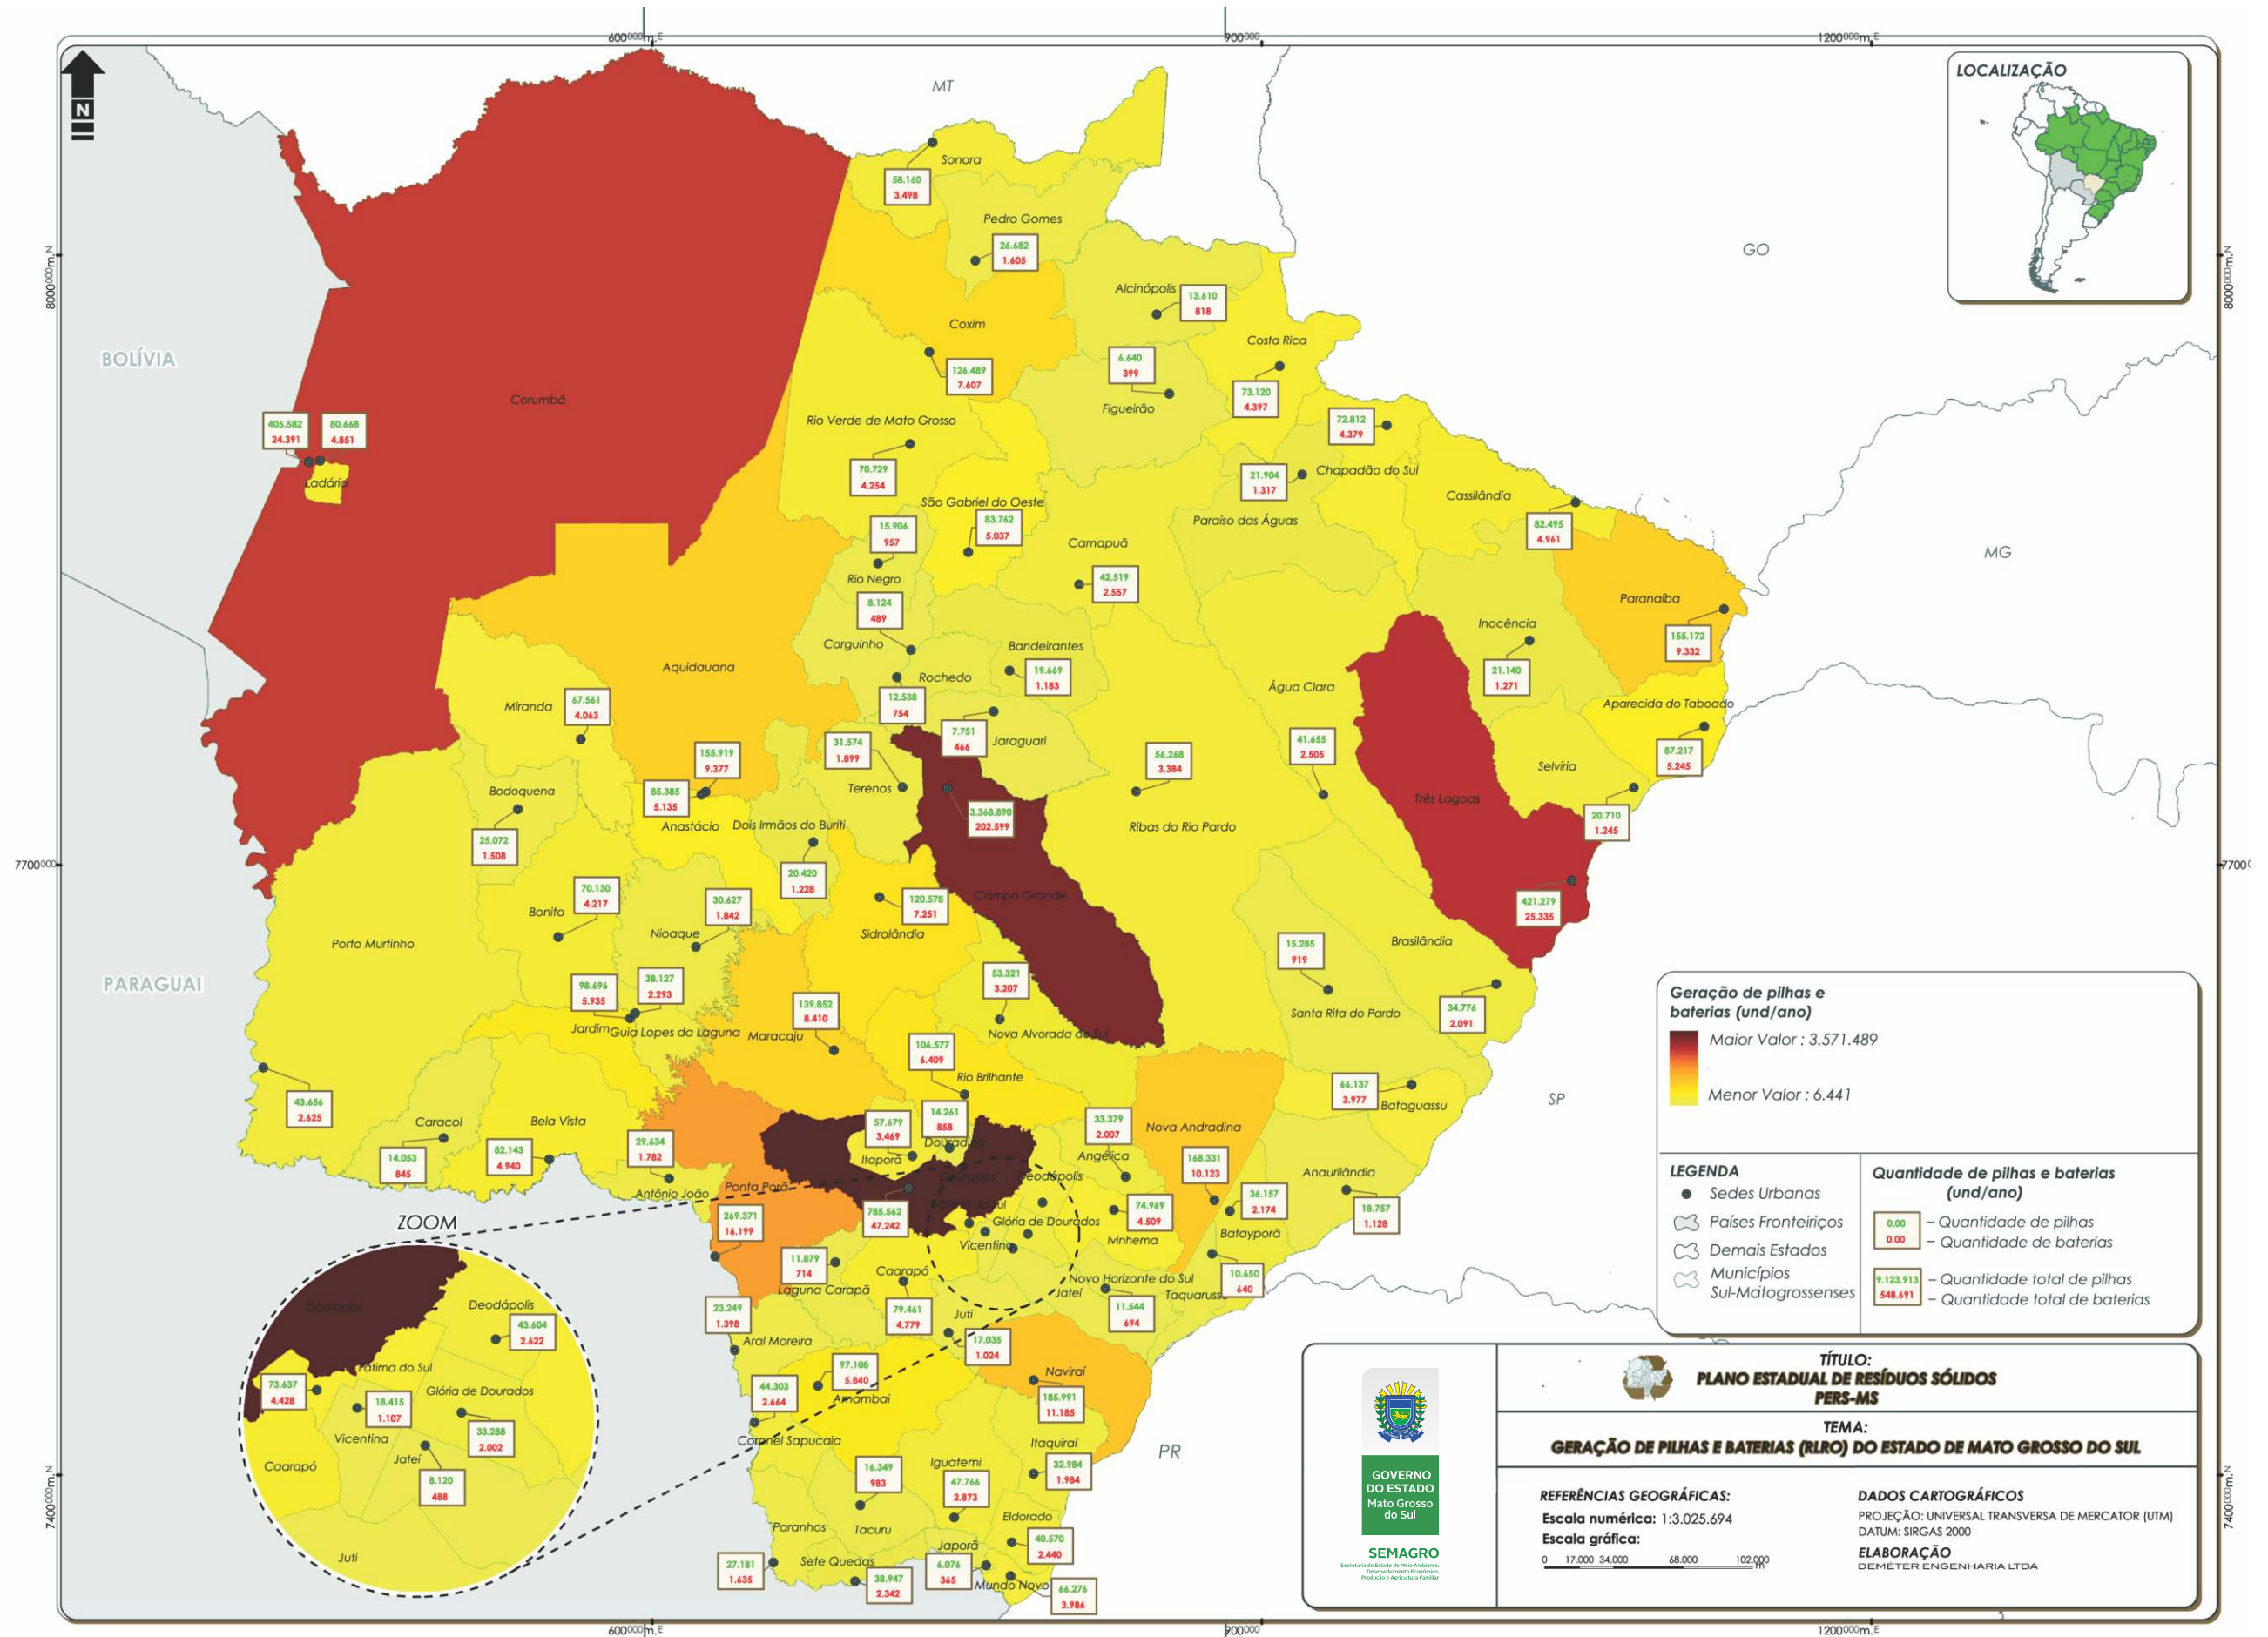 600000m.E
900000
1200000m.E
N
MT
LOCALIZAÇÃO
GO
BOLÍVIA
8000000m.N
8000000m.N
Sonora
58.160
3.498
Pedro Gomes
26.682
1.605
Alcinópolis
13.610
818
Coxim
126.489
7.607
Costa Rica
73.120
4.397
6.640
399
Figueirão
Corumbá
405.582
24.391
80.668
4.851
Ladário
Rio Verde de Mato Grosso
70.729
4.254
72.812
4.379
Chapadão do Sul
21.904
1.317
Paraíso das Águas
Cassilândia
82.495
4.961
São Gabriel do Oeste
83.762
5.037
15.906
957
Rio Negro
Camapuã
42.519
2.557
MG
8.124
489
Corguinho
Paranaíba
155.172
9.332
Inocência
21.140
1.271
Bandeirantes
19.669
1.183
Rochedo
12.538
754
Aquidauana
155.919
9.377
Miranda
67.561
4.063
Água Clara
41.655
2.505
Aparecida do Taboado
87.217
5.245
7.751
466
Jaraguari
31.574
1.899
Terenos
56.268
3.384
Ribas do Rio Pardo
Selvíria
20.710
1.245
Três Lagoas
421.279
25.335
Bodoquena
25.072
1.508
85.385
5.135
Anastácio
Dois Irmãos do Buriti
20.420
1.228
3.368.890
202.599
Campo Grande
7700000
7700
70.130
4.217
Bonito
30.627
1.842
Nioaque
120.578
7.251
Sidrolândia
Porto Murtinho
43.656
2.625
PARAGUAI
98.696
5.935
Jardim
38.127
2.293
Guia Lopes da Laguna
139.852
8.410
Maracaju
53.321
3.207
Nova Alvorada do Sul
15.285
919
Santa Rita do Pardo
Brasilândia
34.776
2.091
106.577
6.409
Rio Brilhante
66.137
3.977
Bataguassu
SP
Caracol
14.053
845
Bela Vista
82.143
4.940
29.634
1.782
Antônio João
57.679
3.469
Itaporã
14.261
858
Douradina
33.379
2.007
Angélica
Nova Andradina
168.331
10.123
Anaurilândia
18.757
1.128
Ponta Porã
269.371
16.199
Dourados
785.562
47.242
Deodápolis
Fátima do Sul
Glória de Dourados
Vicentina
74.969
4.509
Ivinhema
36.157
2.174
Batayporã
10.650
640
Taquaruss
Novo Horizonte do Sul
11.544
694
Jateí
11.879
714
Laguna Carapã
Caarapó
79.461
4.779
Juti
17.035
1.024
23.249
1.398
Aral Moreira
97.108
5.840
Amambai
44.303
2.664
Coronel Sapucaia
Naviraí
185.991
11.185
PR
Itaquiraí
32.984
1.984
16.349
983
Tacuru
Iguatemi
47.766
2.873
Eldorado
40.570
2.440
Paranhos
27.181
1.635
Sete Quedas
38.947
2.342
Japorã
6.076
365
Mundo Novo
66.276
3.986
ZOOM
Dourados
Deodápolis
43.604
2.622
Fátima do Sul
73.637
4.428
18.415
1.107
Vicentina
Glória de Dourados
33.288
2.002
Jateí
8.120
488
Caarapó
Juti
7400000m.N
7400000m.N
600000m.E
900000
1200000m.E
Geração de pilhas e
baterias (und/ano)
Maior Valor : 3.571.489
Menor Valor : 6.441
LEGENDA
Sedes Urbanas
Países Fronteiriços
Demais Estados
Municípios
Sul-Matogrossenses
Quantidade de pilhas e baterias
(und/ano)
0,00
0,00
– Quantidade de pilhas
– Quantidade de baterias
9.123.913
548.691
– Quantidade total de pilhas
– Quantidade total de baterias
GOVERNO
DO ESTADO
Mato Grosso
do Sul
SEMAGRO
Secretaria de Estado de Meio Ambiente,
Desenvolvimento Econômico,
Produção e Agricultura Familiar
TÍTULO:
PLANO ESTADUAL DE RESÍDUOS SÓLIDOS
PERS-MS
TEMA:
GERAÇÃO DE PILHAS E BATERIAS (RLRO) DO ESTADO DE MATO GROSSO DO SUL
REFERÊNCIAS GEOGRÁFICAS:
Escala numérica: 1:3.025.694
Escala gráfica:
0 17.000 34.000 68.000 102.000
m
DADOS CARTOGRÁFICOS
PROJEÇÃO: UNIVERSAL TRANSVERSA DE MERCATOR (UTM)
DATUM: SIRGAS 2000
ELABORAÇÃO
DEMÉTER ENGENHARIA LTDA